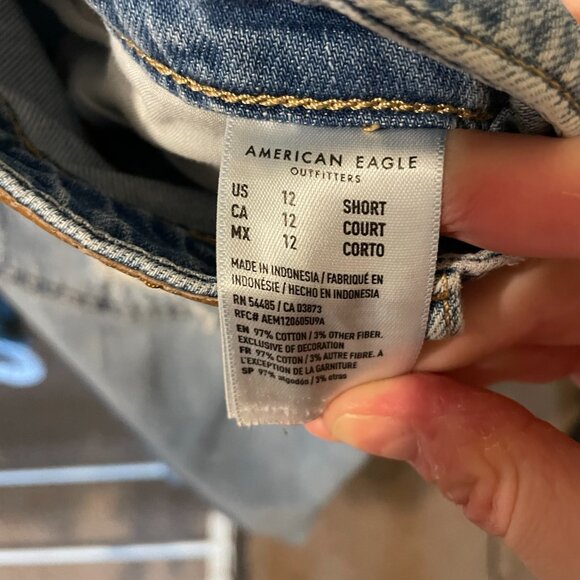 AMERICAN EAGLE
OUTFITTERS
US 12 SHORT
CA 12 COURT
MX 12 CORTO
MADE IN INDONESIA / FABRIQUÉ EN
INDONÉSIE / HECHO EN INDONESIA
RN 54485 / CA 03873
RFC# AEM120605U9A
EN 97% COTTON / 3% OTHER FIBER.
EXCLUSIVE OF DECORATION
FR 97% COTON / 3% AUTRE FIBRE. A
L'EXCEPTION DE LA GARNITURE
SP 97% algodón / 3% otras